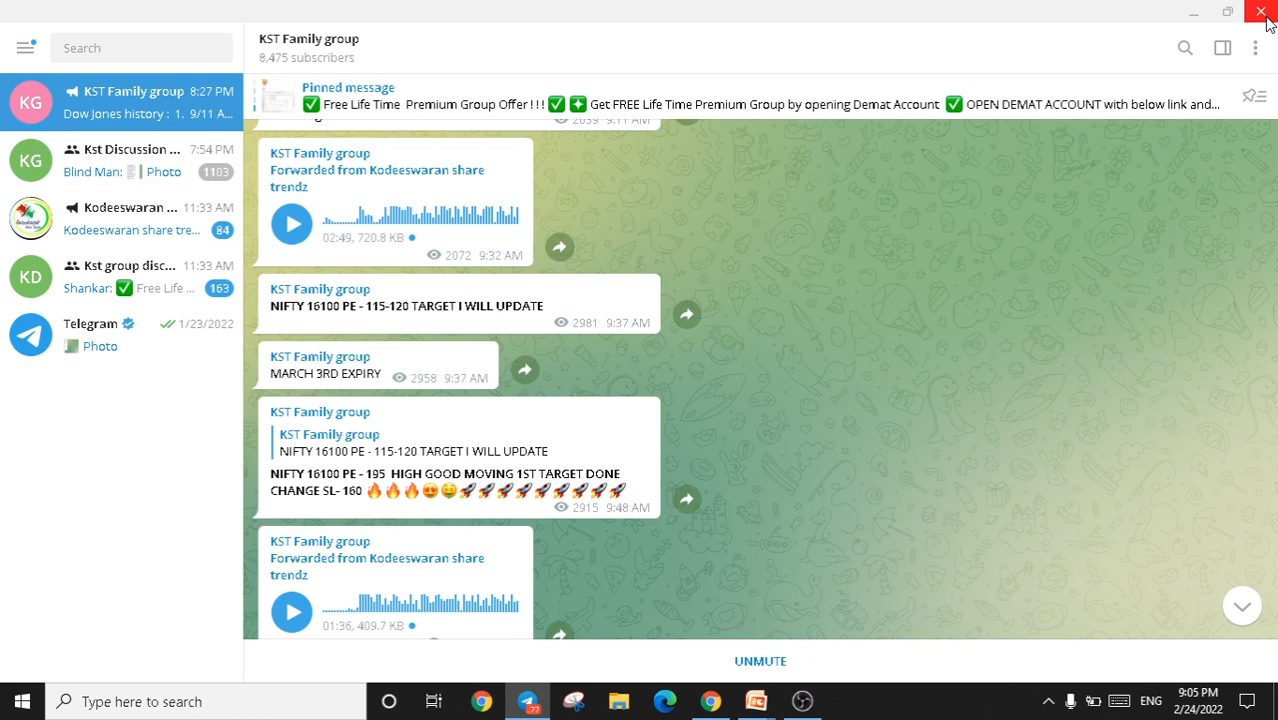 Search
KG
KST Family group 8:27 PM
Dow Jones history : 1. 9/11 A...
KG
Kst Discussion ... 7:54 PM
Blind Man: Photo 1103
Kodeeswaran ... 11:33 AM
Kodeeswaran share tre... 84
KD
Kst group disc... 11:33 AM
Shankar: ✅ Free Life ... 163
Telegram 1/23/2022
Photo
KST Family group
8,475 subscribers
Pinned message
✅ Free Life Time Premium Group Offer ! ! ! ✅ Get FREE Life Time Premium Group by opening Demat Account ✅ OPEN DEMAT ACCOUNT with below link and...
2039 9:11 AM
KST Family group
Forwarded from Kodeeswaran share
trendz
02:49, 720.8 KB
2072 9:32 AM
KST Family group
NIFTY 16100 PE - 115-120 TARGET I WILL UPDATE
2981 9:37 AM
KST Family group
MARCH 3RD EXPIRY 2958 9:37 AM
KST Family group
KST Family group
NIFTY 16100 PE - 115-120 TARGET I WILL UPDATE
NIFTY 16100 PE - 195 HIGH GOOD MOVING 1ST TARGET DONE
CHANGE SL- 160 🔥🔥🔥😍🤑🚀🚀🚀🚀🚀🚀🚀🚀🚀
2915 9:48 AM
KST Family group
Forwarded from Kodeeswaran share
trendz
01:36, 409.7 KB
UNMUTE
Type here to search
77
ENG
9:05 PM
2/24/2022